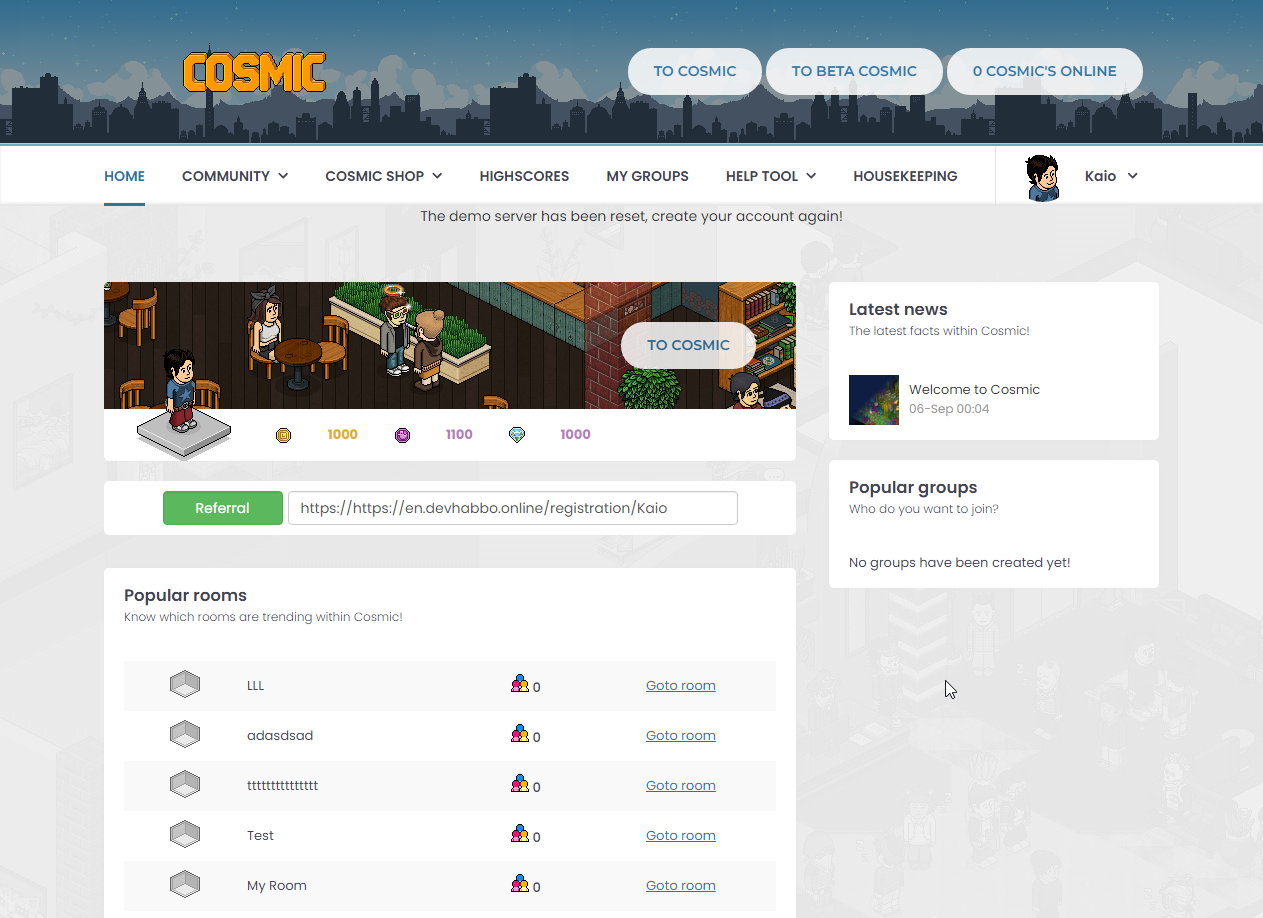 COSMIC
TO COSMIC
TO BETA COSMIC
0 COSMIC'S ONLINE
HOME
COMMUNITY
COSMIC SHOP
HIGHSCORES
MY GROUPS
HELP TOOL
HOUSEKEEPING
Kaio
The demo server has been reset, create your account again!
TO COSMIC
1000
1100
1000
Referral
https://https://en.devhabbo.online/registration/Kaio
Popular rooms
Know which rooms are trending within Cosmic!
LLL 0 Goto room
adasdsad 0 Goto room
ttttttttttttttt 0 Goto room
Test 0 Goto room
My Room 0 Goto room
Latest news
The latest facts within Cosmic!
Welcome to Cosmic
06-Sep 00:04
Popular groups
Who do you want to join?
No groups have been created yet!